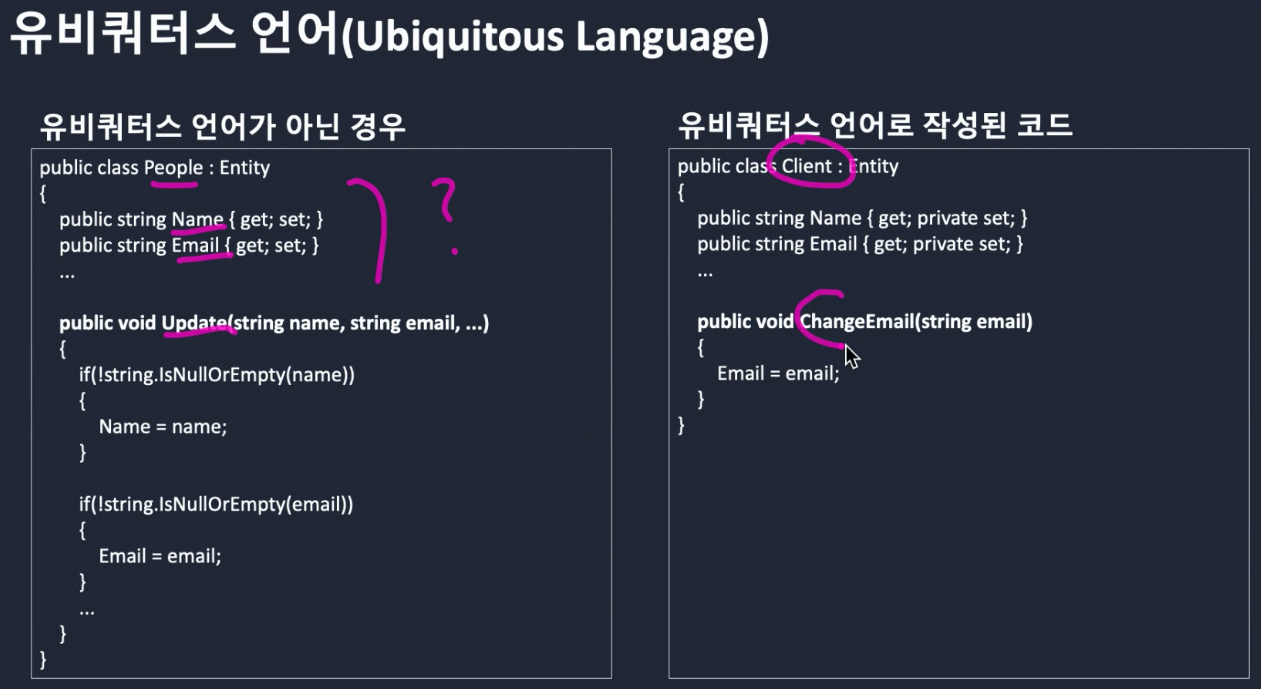 유비쿼터스 언어(Ubiquitous Language)
유비쿼터스 언어가 아닌 경우
public class People : Entity
{
public string Name { get; set; }
public string Email { get; set; }
...
public void Update(string name, string email, ...)
{
if(!string.IsNullOrEmpty(name))
{
Name = name;
}
if(!string.IsNullOrEmpty(email))
{
Email = email;
}
...
}
}
?
유비쿼터스 언어로 작성된 코드
public class Client : Entity
{
public string Name { get; private set; }
public string Email { get; private set; }
...
public void ChangeEmail(string email)
{
Email = email;
}
}